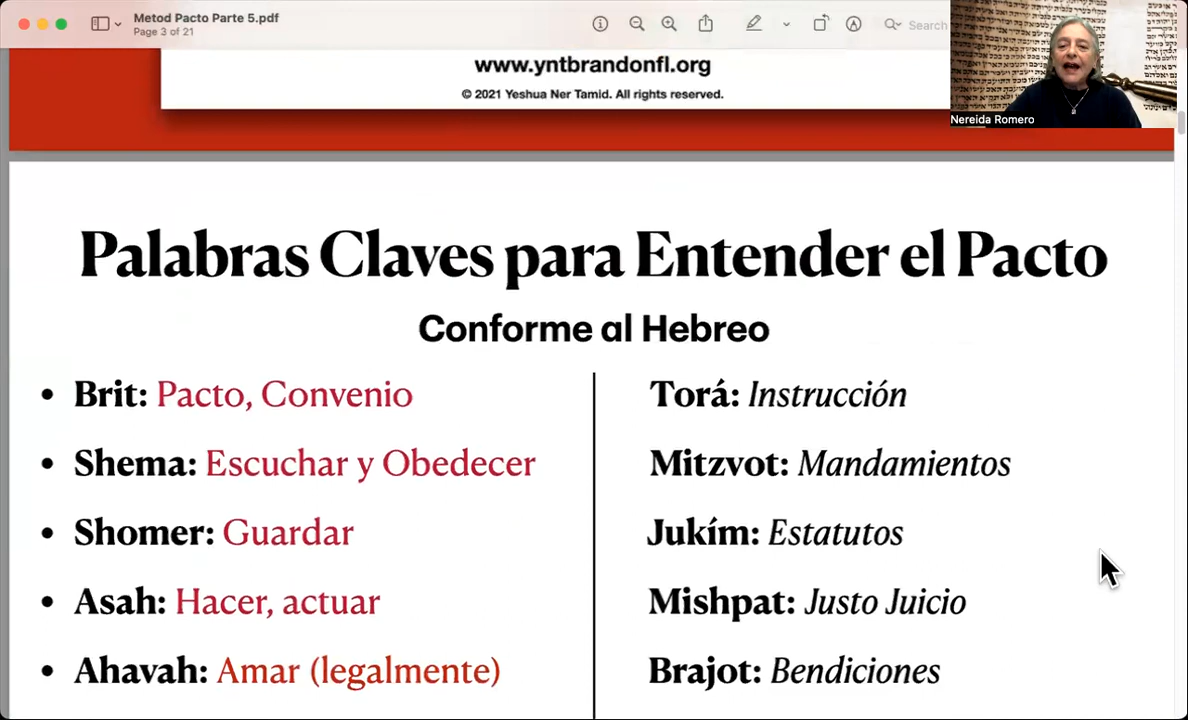 Metod Pacto Parte 5.pdf
Page 3 of 21
Search
www.yntbrandonfl.org
© 2021 Yeshua Ner Tamid. All rights reserved.
Nereida Romero
Palabras Claves para Entender el Pacto
Conforme al Hebreo
• Brit: Pacto, Convenio
• Shema: Escuchar y Obedecer
• Shomer: Guardar
• Asah: Hacer, actuar
• Ahavah: Amar (legalmente)
Torá: Instrucción
Mitzvot: Mandamientos
Jukím: Estatutos
Mishpat: Justo Juicio
Brajot: Bendiciones